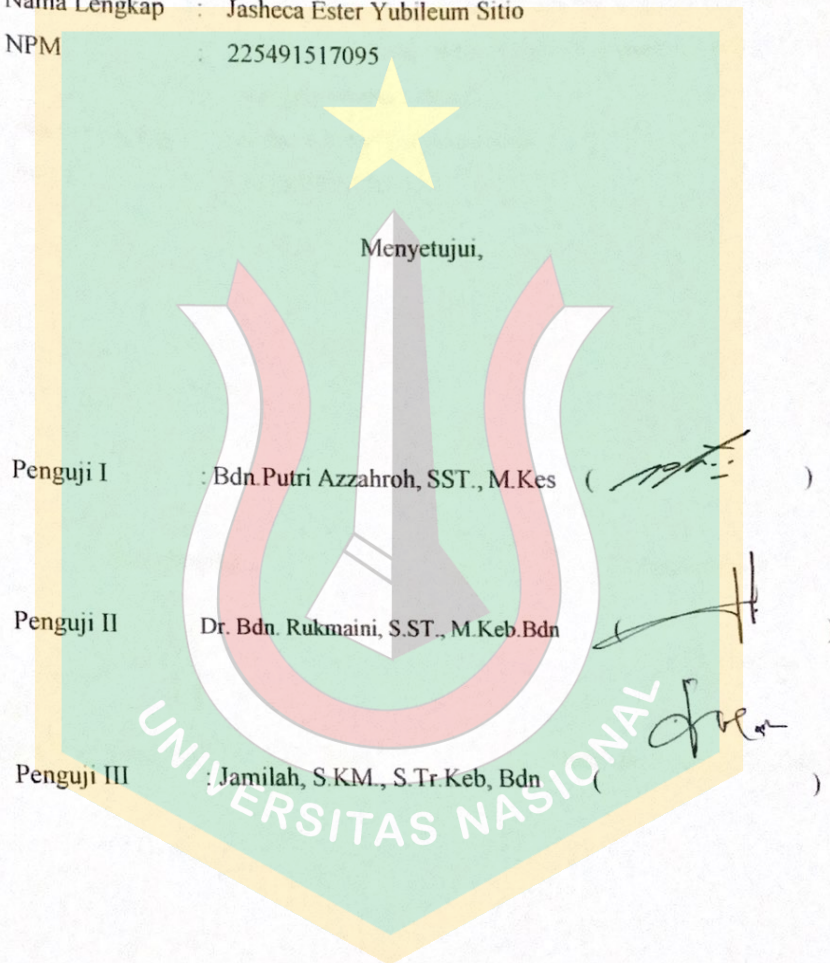 Nama Lengkap : Jasheca Ester Yubileum Sitio
NPM : 225491517095
Menyetujui,
Penguji I : Bdn.Putri Azzahroh, SST., M.Kes ( )
Penguji II Dr. Bdn. Rukmaini, S.ST., M.Keb.Bdn
Penguji III : Jamilah, S.KM., S.Tr.Keb, Bdn ( )
UNIVERSITAS NASIONAL